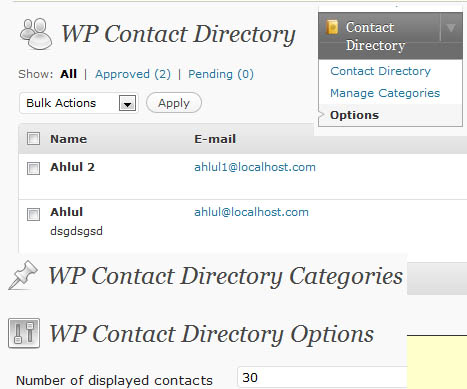 WP Contact Directory
Contact
Directory
Contact Directory
Manage Categories
Options
Show: All | Approved (2) | Pending (0)
Bulk Actions
Apply
Name E-mail
Ahlul 2 ahlul1@localhost.com
Ahlul ahlul@localhost.com
dsgdsgsd
WP Contact Directory Categories
WP Contact Directory Options
Number of displayed contacts 30